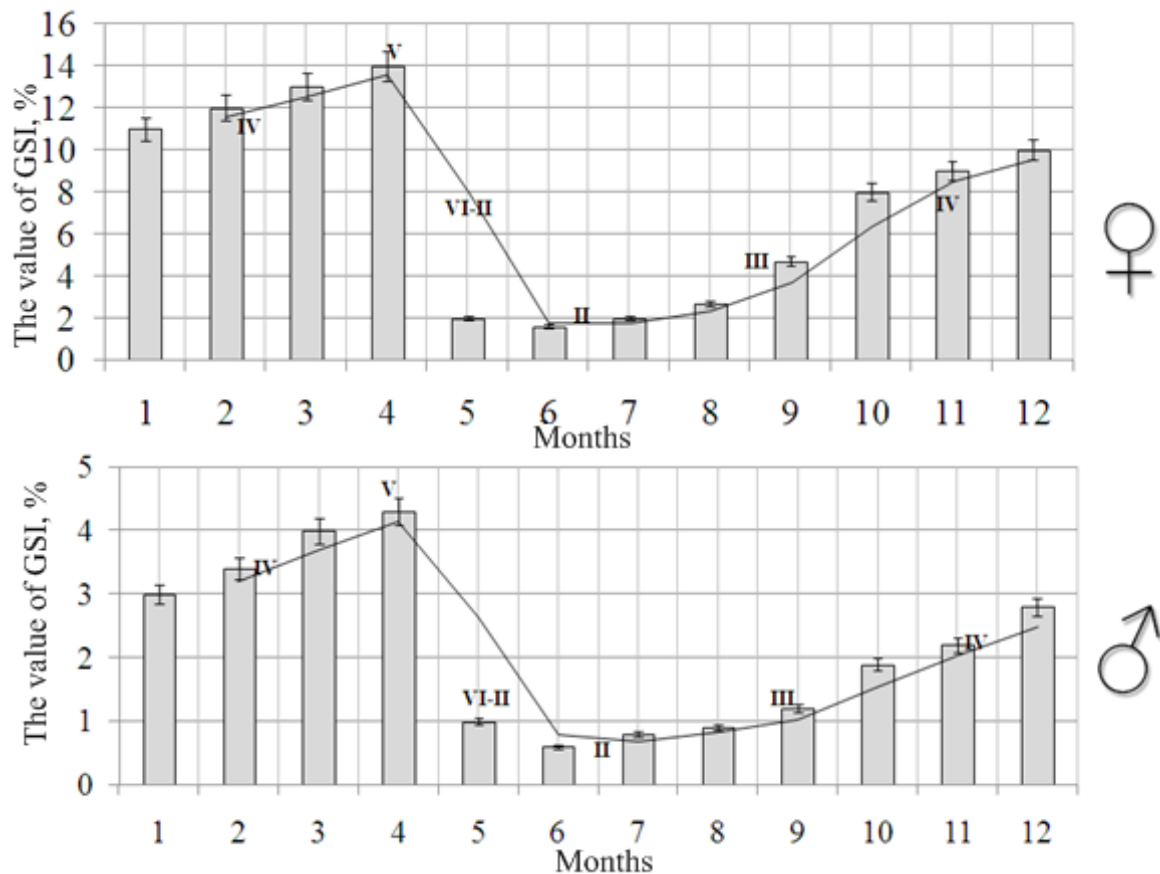 The value of GSI, %
16
14
12
10
8
6
4
2
0
V
IV
VI-II
II
III
IV
1 2 3 4 5 6 7 8 9 10 11 12
Months
♀
The value of GSI, %
5
4
3
2
1
0
V
IV
VI-II
II
III
IV
1 2 3 4 5 6 7 8 9 10 11 12
Months
♂